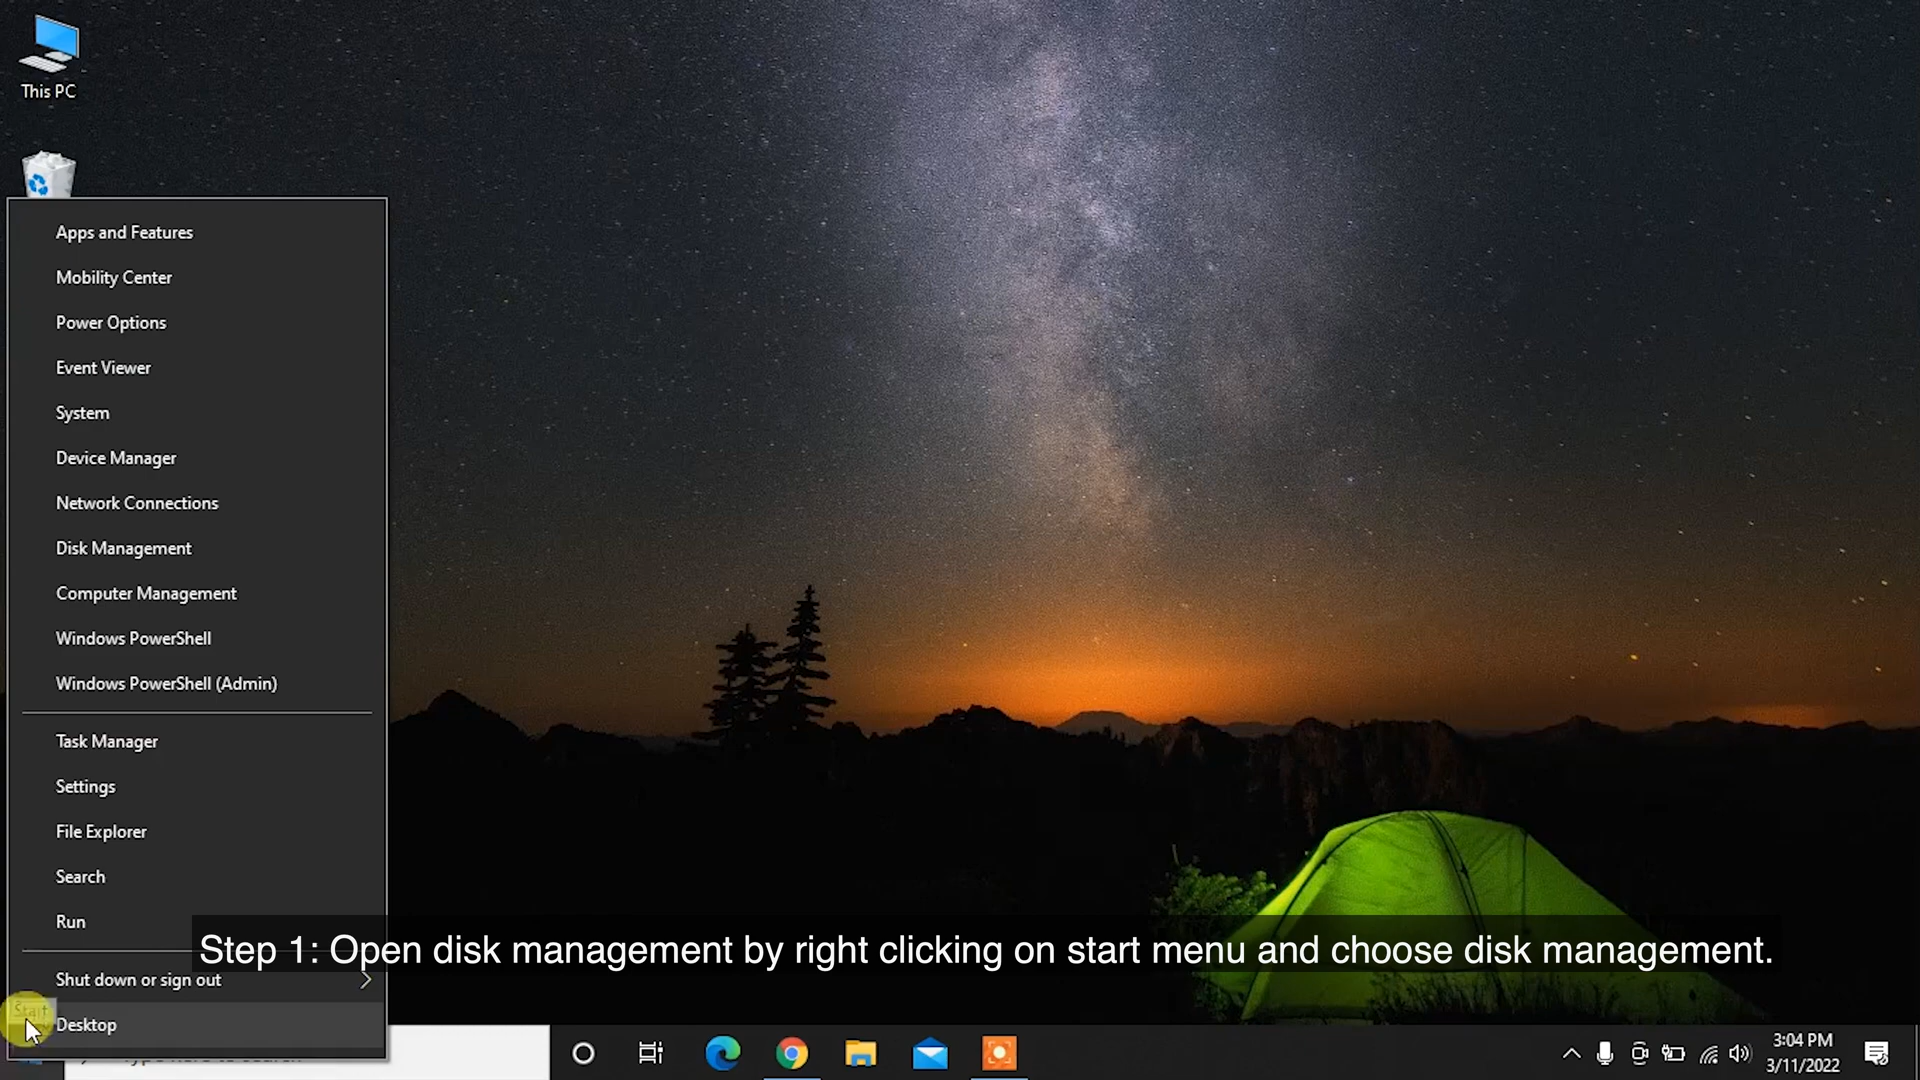 This PC
Apps and Features
Mobility Center
Power Options
Event Viewer
System
Device Manager
Network Connections
Disk Management
Computer Management
Windows PowerShell
Windows PowerShell (Admin)
Task Manager
Settings
File Explorer
Search
Run
Step 1: Open disk management by right clicking on start menu and choose disk management.
Shut down or sign out
Start
Desktop
3:04 PM
3/11/2022